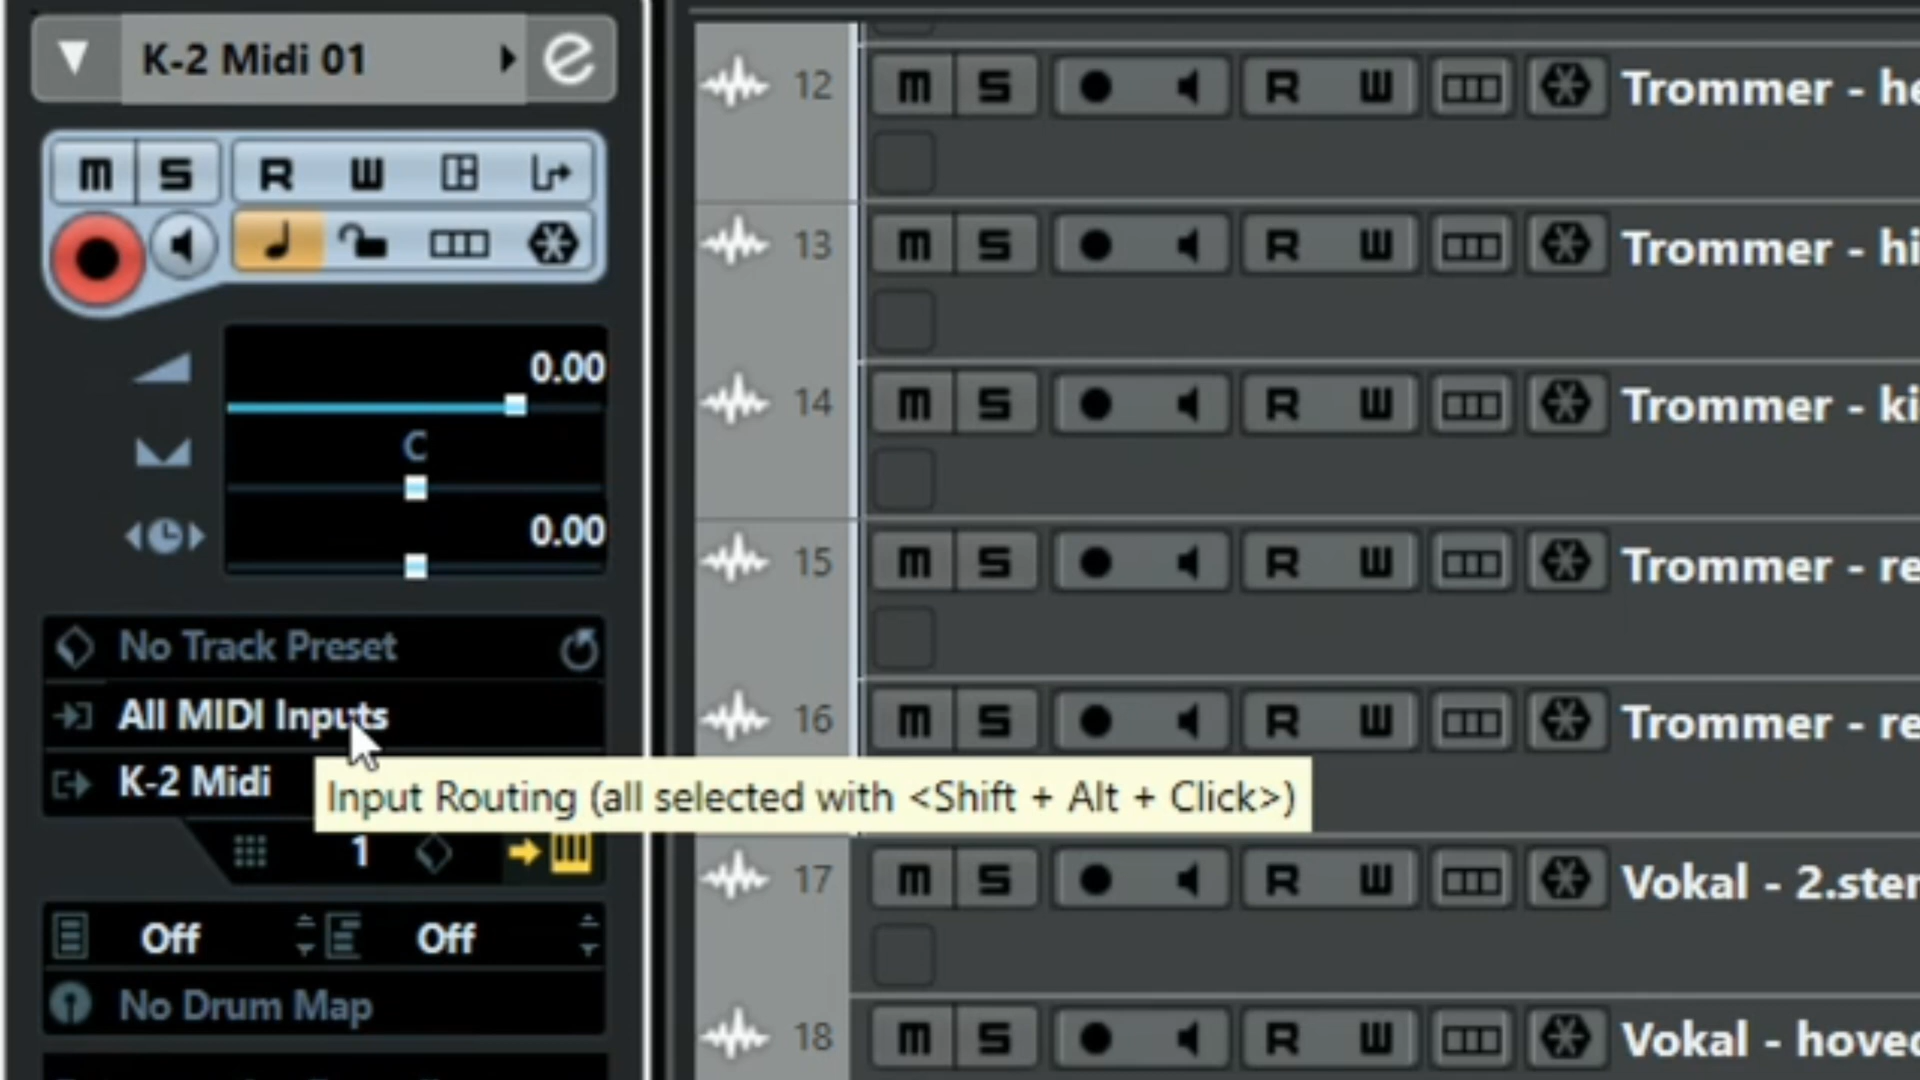 K-2 Midi 01
M S R W
0.00
C
0.00
No Track Preset
All MIDI Inputs
K-2 Midi
Input Routing (all selected with <Shift + Alt + Click>)
1
Off Off
No Drum Map
12 M S R W Trommer - he
13 M S R W Trommer - hi
14 M S R W Trommer - ki
15 M S R W Trommer - re
16 M S R W Trommer - re
17 M S R W Vokal - 2.ster
18 M S R W Vokal - hoved